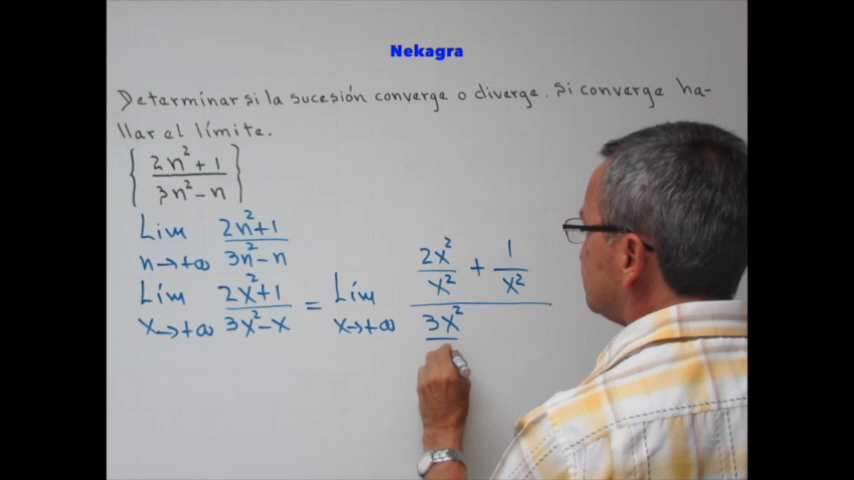 Nekagra
Determinar si la sucesión converge o diverge. Si converge ha-
llar el límite.
{ (2n² + 1) / (3n² - n) }
Lim n→+∞ (2n²+1) / (3n²-n)
Lim x→+∞ (2x²+1) / (3x²-x) = Lím x→+∞ (2x²/x² + 1/x²) / (3x²/